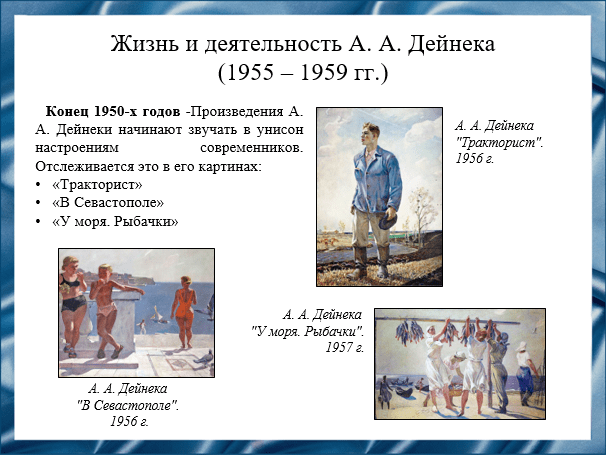 Жизнь и деятельность А. А. Дейнека
(1955 – 1959 гг.)
Конец 1950-х годов -Произведения А.
А. Дейнеки начинают звучать в унисон
настроениям современников.
Отслеживается это в его картинах:
• «Тракторист»
• «В Севастополе»
• «У моря. Рыбачки»
А. А. Дейнека
"Тракторист".
1956 г.
А. А. Дейнека
"У моря. Рыбачки".
1957 г.
А. А. Дейнека
"В Севастополе".
1956 г.